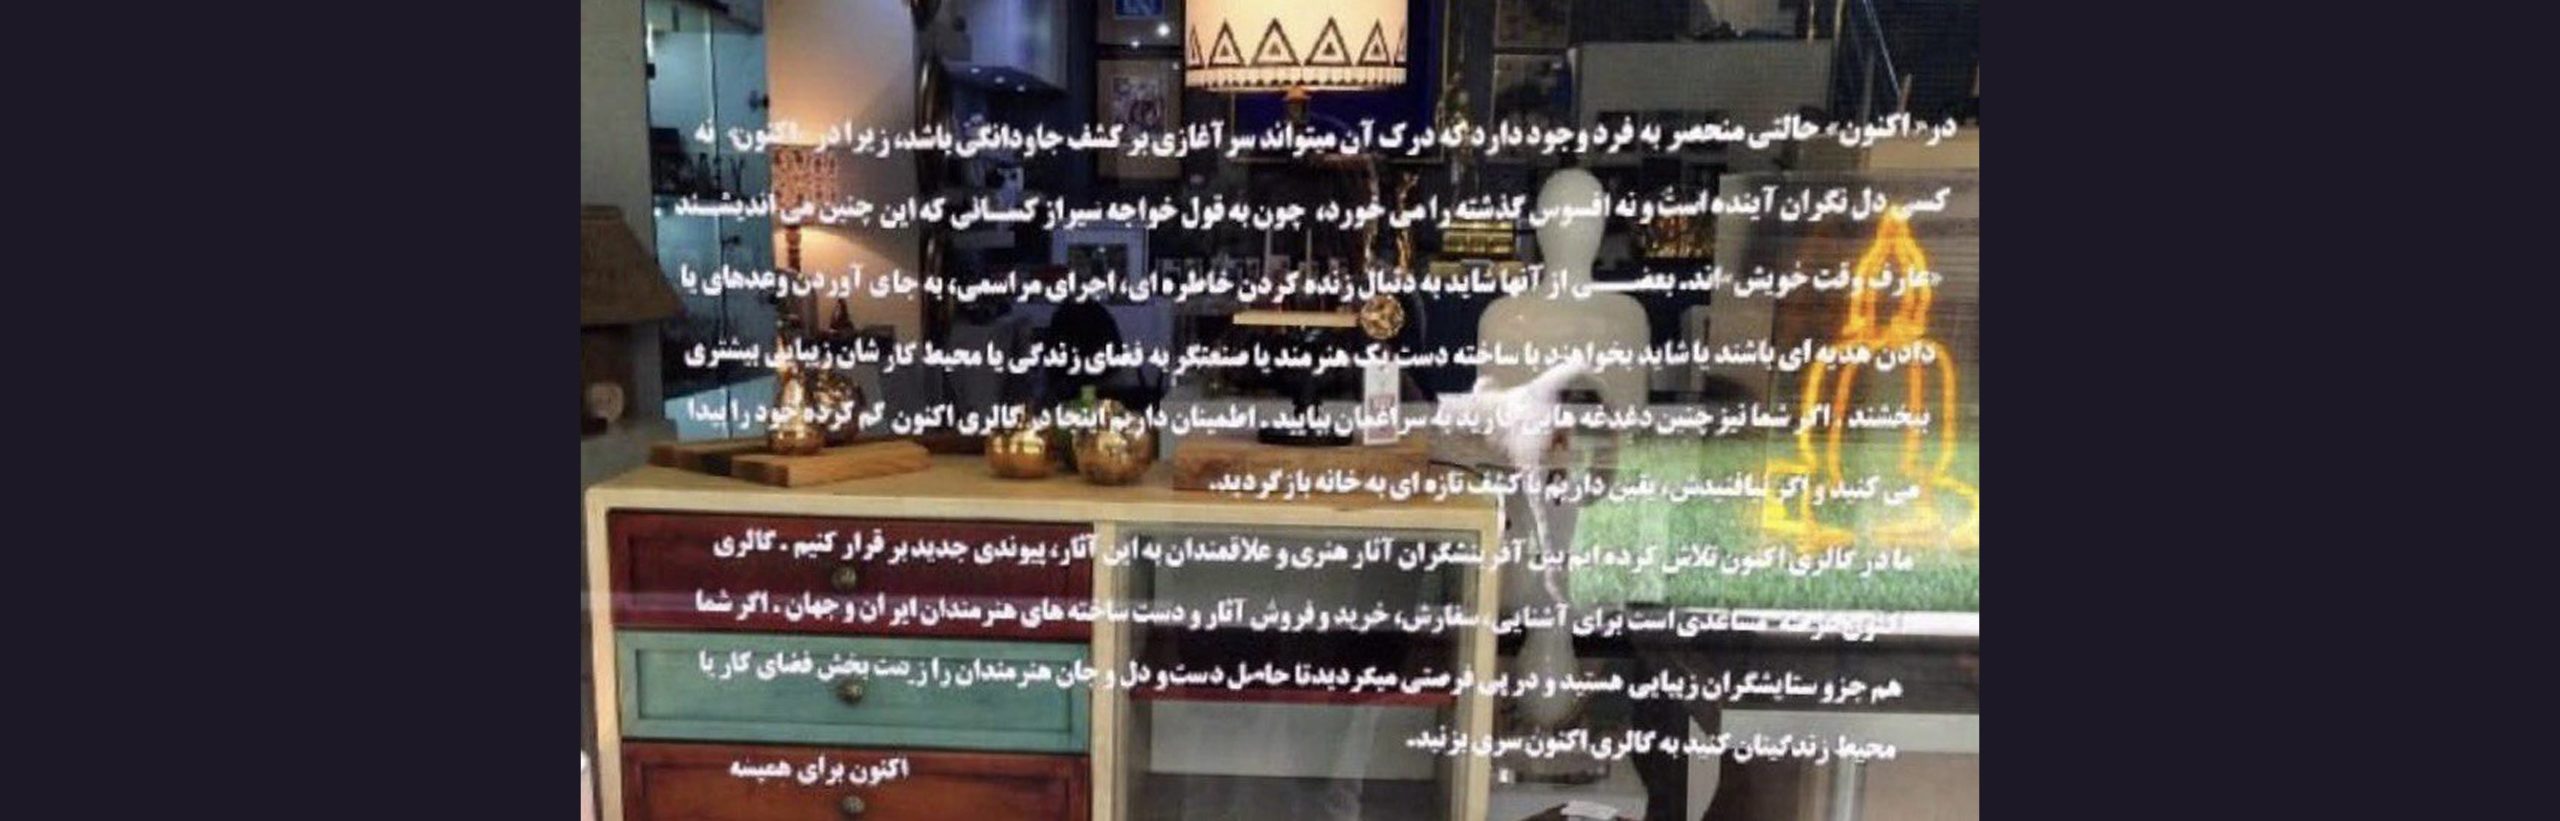 در «اکنون» حالتی منحصر به فرد وجود دارد که درک آن میتواند سر آغازی بر کشف جاودانگی باشد، زیرا در «اکنون» نه
کسی دل نگران آینده است و نه افسوس گذشته را می خورد، چون به قول خواجه شیراز کسانی که این چنین می اندیشند
«عارف وقت خویش» اند. بعضی از آنها شاید به دنبال زنده کردن خاطره ای، اجرای مراسمی، به جای آوردن وعدهای یا
دادن هدیه ای باشند یا شاید بخواهند با ساخته دست یک هنرمند یا صنعتگر به فضای زندگی یا محیط کار شان زیبایی بیشتری
ببخشند . اگر شما نیز چنین دغدغه هایی دارید به سراغمان بیایید . اطمینان داریم اینجا در گالری اکنون گم کرده خود را پیدا
می کنید و اگر نیافتیدش، یقین داریم با کشف تازه ای به خانه بازگردید.
ما در گالری اکنون تلاش کرده ایم بین آفرینشگران آثار هنری و علاقمندان به این آثار، پیوندی جدید بر قرار کنیم . گالری
اکنون عرصه مساعدی است برای آشنایی، سفارش، خرید و فروش آثار و دست ساخته های هنرمندان ایران و جهان . اگر شما
هم جزو ستایشگران زیبایی هستید و در پی فرصتی میگردیدتا حاصل دست و دل و جان هنرمندان را زینت بخش فضای کار یا
محیط زندگیتان کنید به گالری اکنون سری بزنید.
اکنون برای همیشه